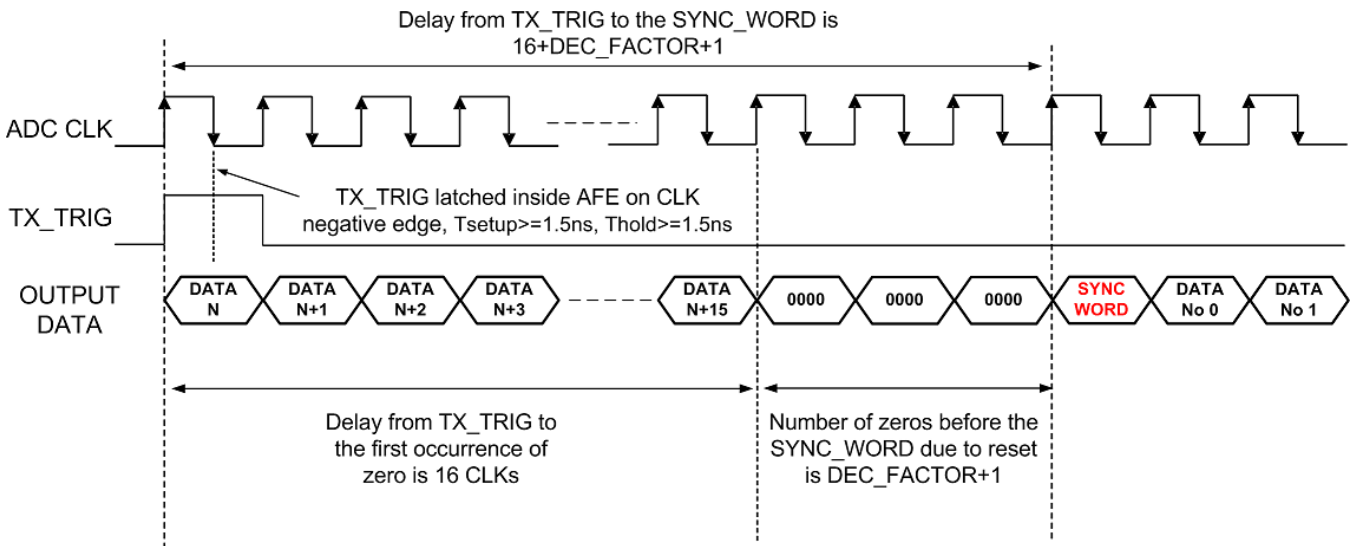 Delay from TX_TRIG to the SYNC_WORD is
16+DEC_FACTOR+1
ADC CLK
TX_TRIG latched inside AFE on CLK
negative edge, Tsetup>=1.5ns, Thold>=1.5ns
TX_TRIG
OUTPUT
DATA
DATA
N
DATA
N+1
DATA
N+2
DATA
N+3
DATA
N+15
0000
0000
0000
SYNC
WORD
DATA
No 0
DATA
No 1
Delay from TX_TRIG to
the first occurrence of
zero is 16 CLKs
Number of zeros before the
SYNC_WORD due to reset
is DEC_FACTOR+1